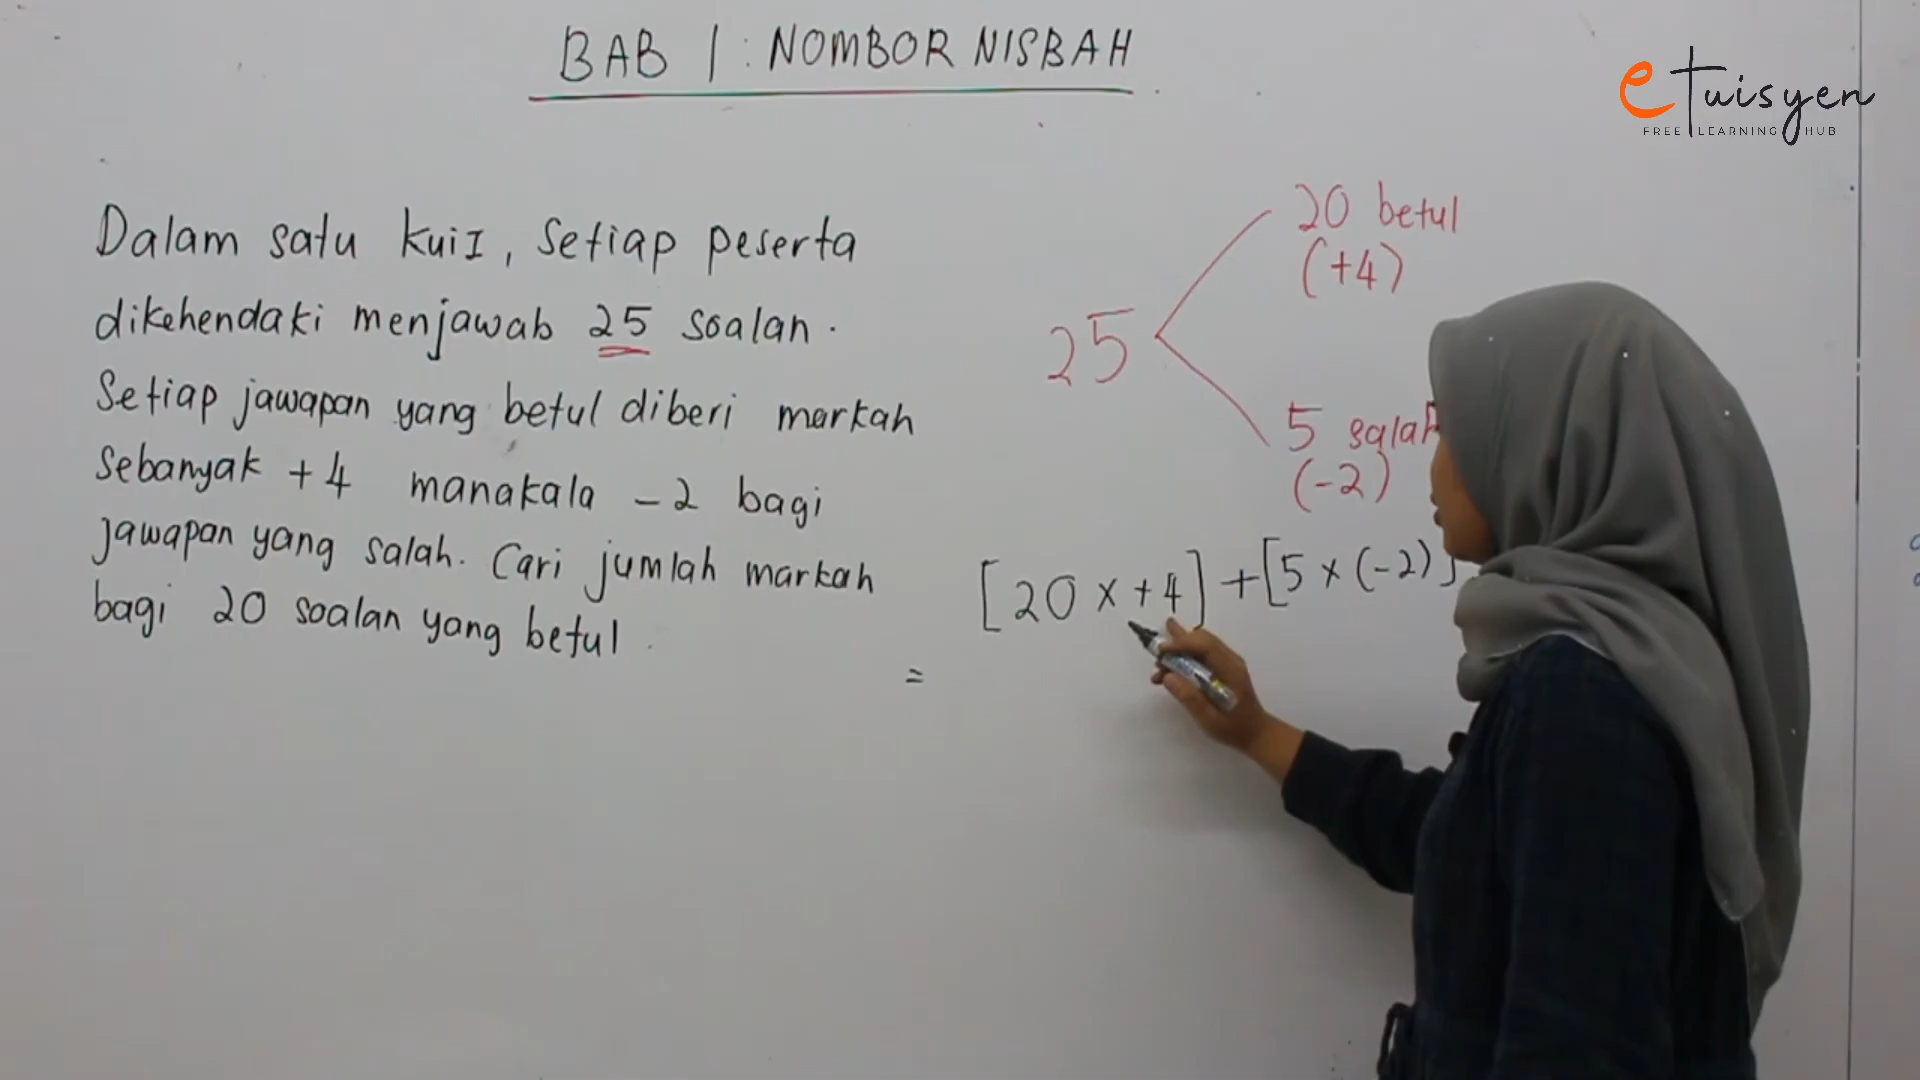 BAB 1 : NOMBOR NISBAH
eTuisyen
FREE LEARNING HUB
Dalam satu kuiz, setiap peserta
dikehendaki menjawab 25 soalan.
Setiap jawapan yang betul diberi markah
sebanyak +4 manakala -2 bagi
jawapan yang salah. Cari jumlah markah
bagi 20 soalan yang betul.
20 betul
(+4)
25
5 salah
(-2)
[20 x +4] + [5 x (-2)]
=